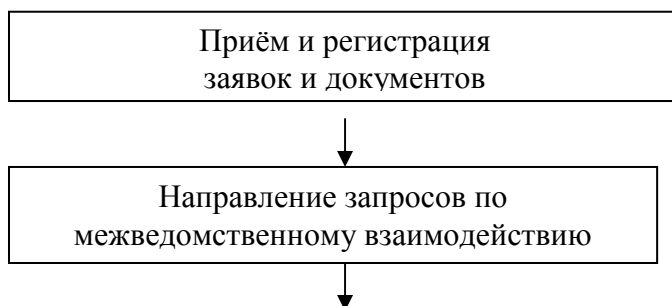 Приём и регистрация
заявок и документов
Направление запросов по
межведомственному взаимодействию